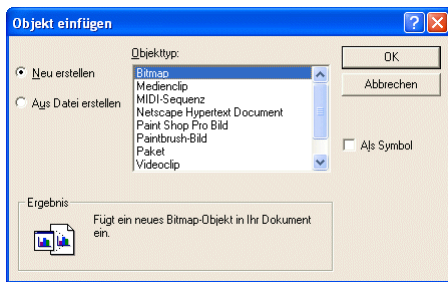 Objekt einfügen
Objekttyp:
Neu erstellen
Aus Datei erstellen
Bitmap
Medienclip
MIDI-Sequenz
Netscape Hypertext Document
Paint Shop Pro Bild
Paintbrush-Bild
Paket
Videoclip
OK
Abbrechen
Als Symbol
Ergebnis
Fügt ein neues Bitmap-Objekt in Ihr Dokument
ein.